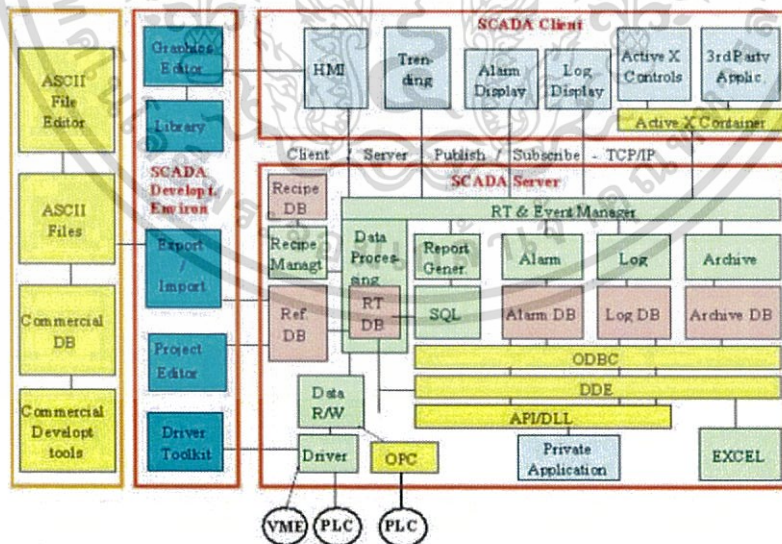 ASCII
File
Editor
ASCII
Files
Commercial
DB
Commercial
Developt
tools
Graphics
Editor
Library
SCADA
Developt.
Environ
Export
/
Import
Project
Editor
Driver
Toolkit
SCADA Client
HMI
Tren-
ding
Alarm
Display
Log
Display
Active X
Controls
3rd Party
Applic.
Active X Container
Client / Server - Publish / Subscribe - TCP/IP
SCADA Server
Recipe
DB
Recipe
Managt
Ref
DB
RT & Event Manager
Data
Proces-
sing
RT
DB
Report
Gener.
SQL
Alarm
Alarm DB
Log
Log DB
Archive
Archive DB
ODBC
DDE
API/DLL
Data
R/W
Driver
OPC
Private
Application
EXCEL
VME
PLC
PLC